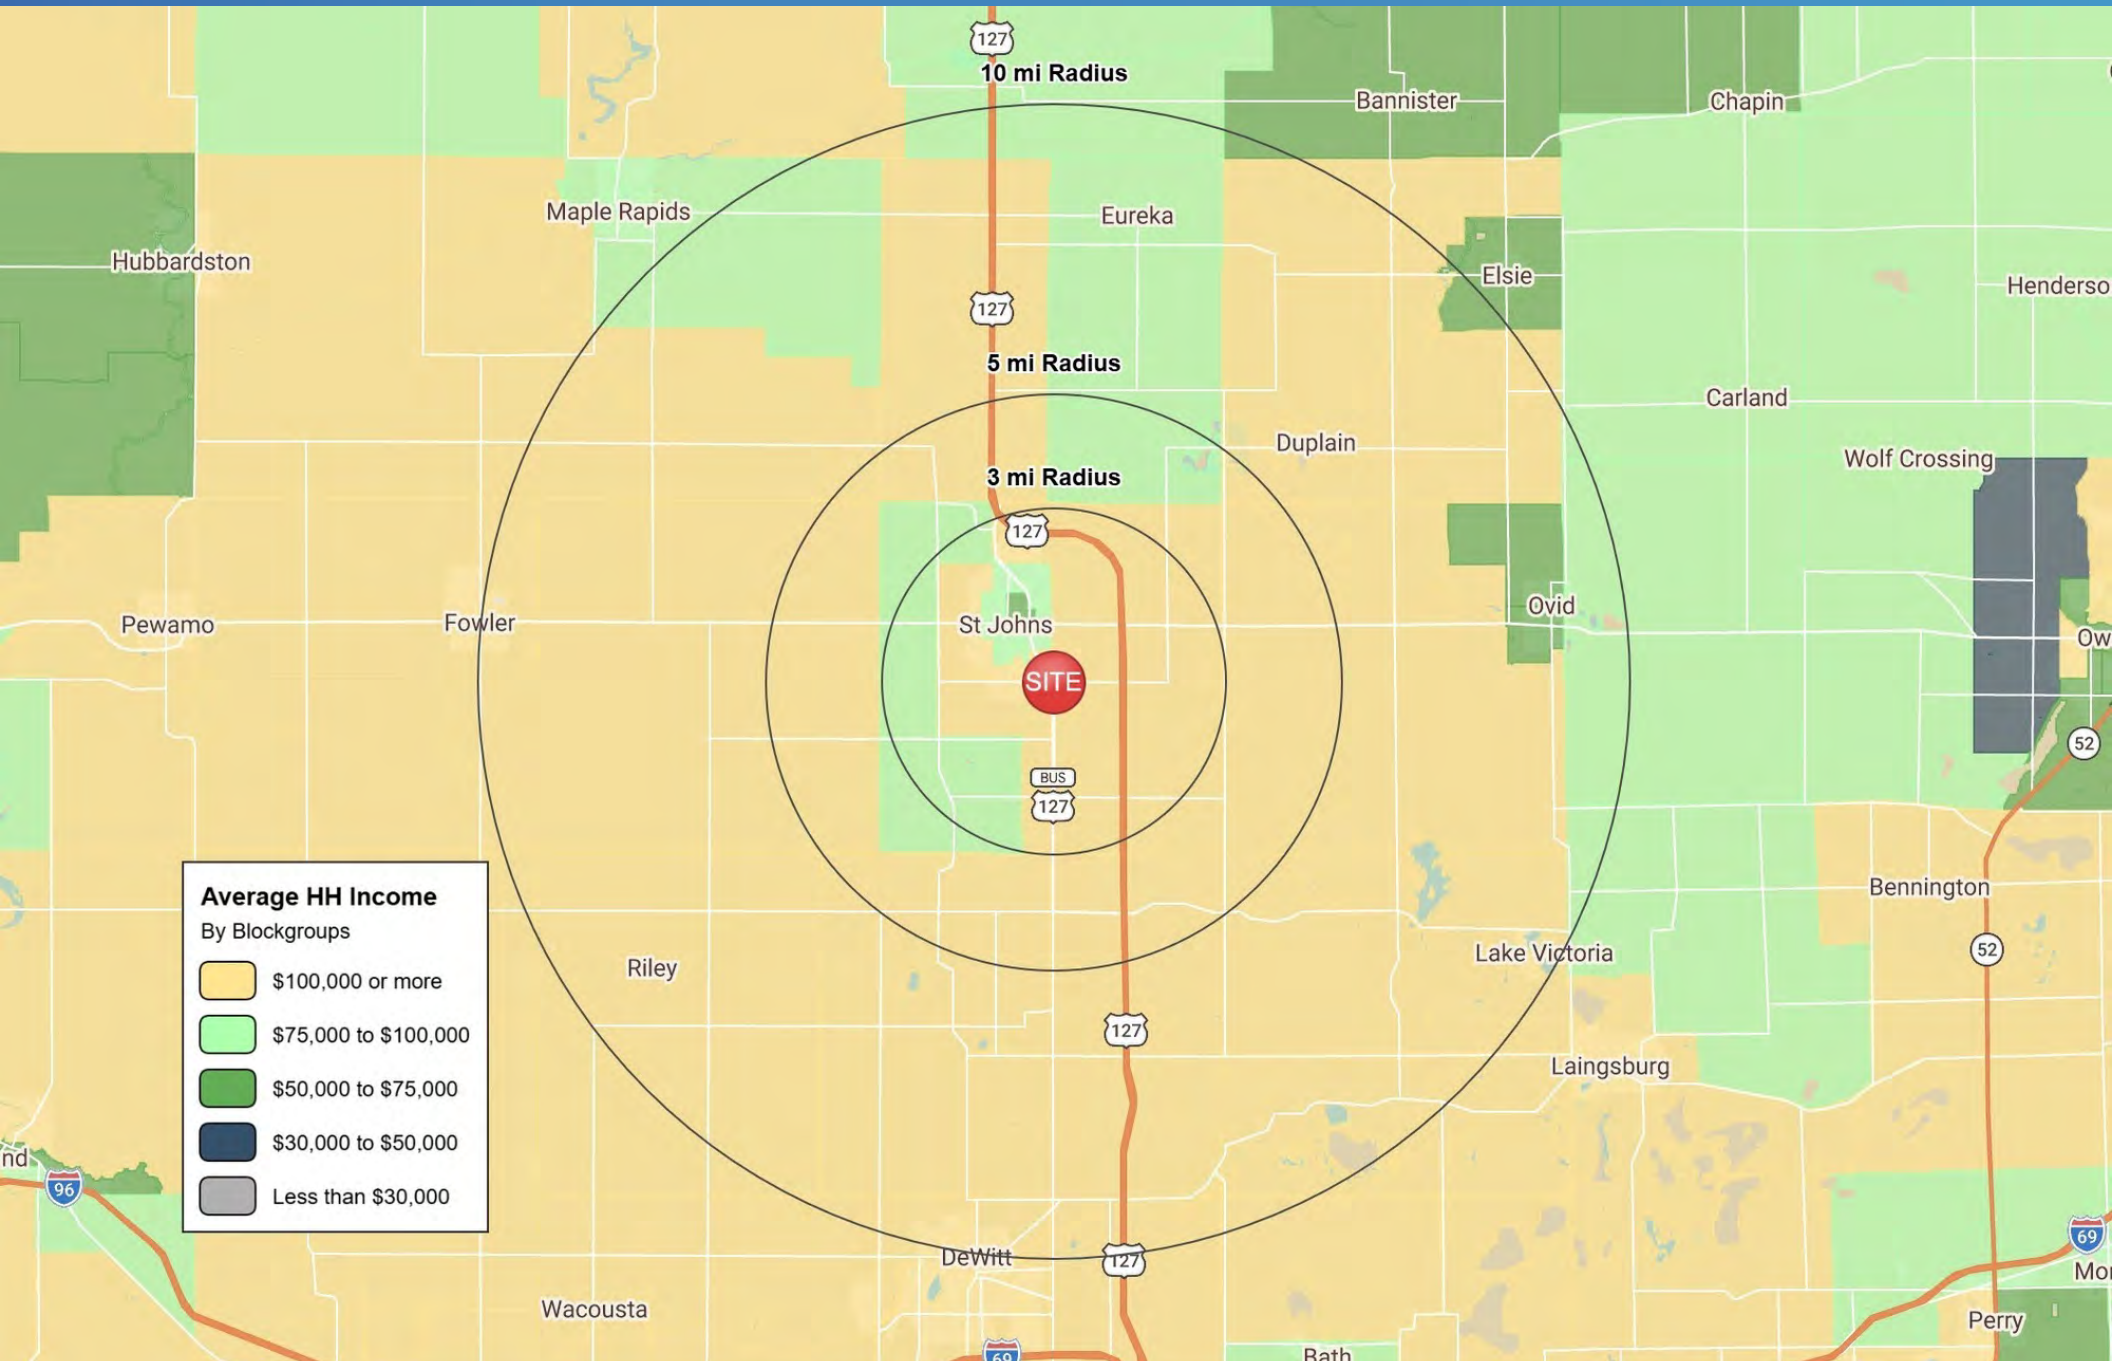 127
10 mi Radius
Bannister
Chapin
Maple Rapids
Eureka
Hubbardston
Elsie
Henderso
127
5 mi Radius
Carland
Duplain
Wolf Crossing
3 mi Radius
127
Ovid
Pewamo
Fowler
St Johns
Ow
SITE
52
BUS
127
Average HH Income
By Blockgroups
$100,000 or more
$75,000 to $100,000
$50,000 to $75,000
$30,000 to $50,000
Less than $30,000
Bennington
52
Lake Victoria
Riley
127
Laingsburg
nd
96
DeWitt
127
69
Mor
Wacousta
Perry
69
Bath